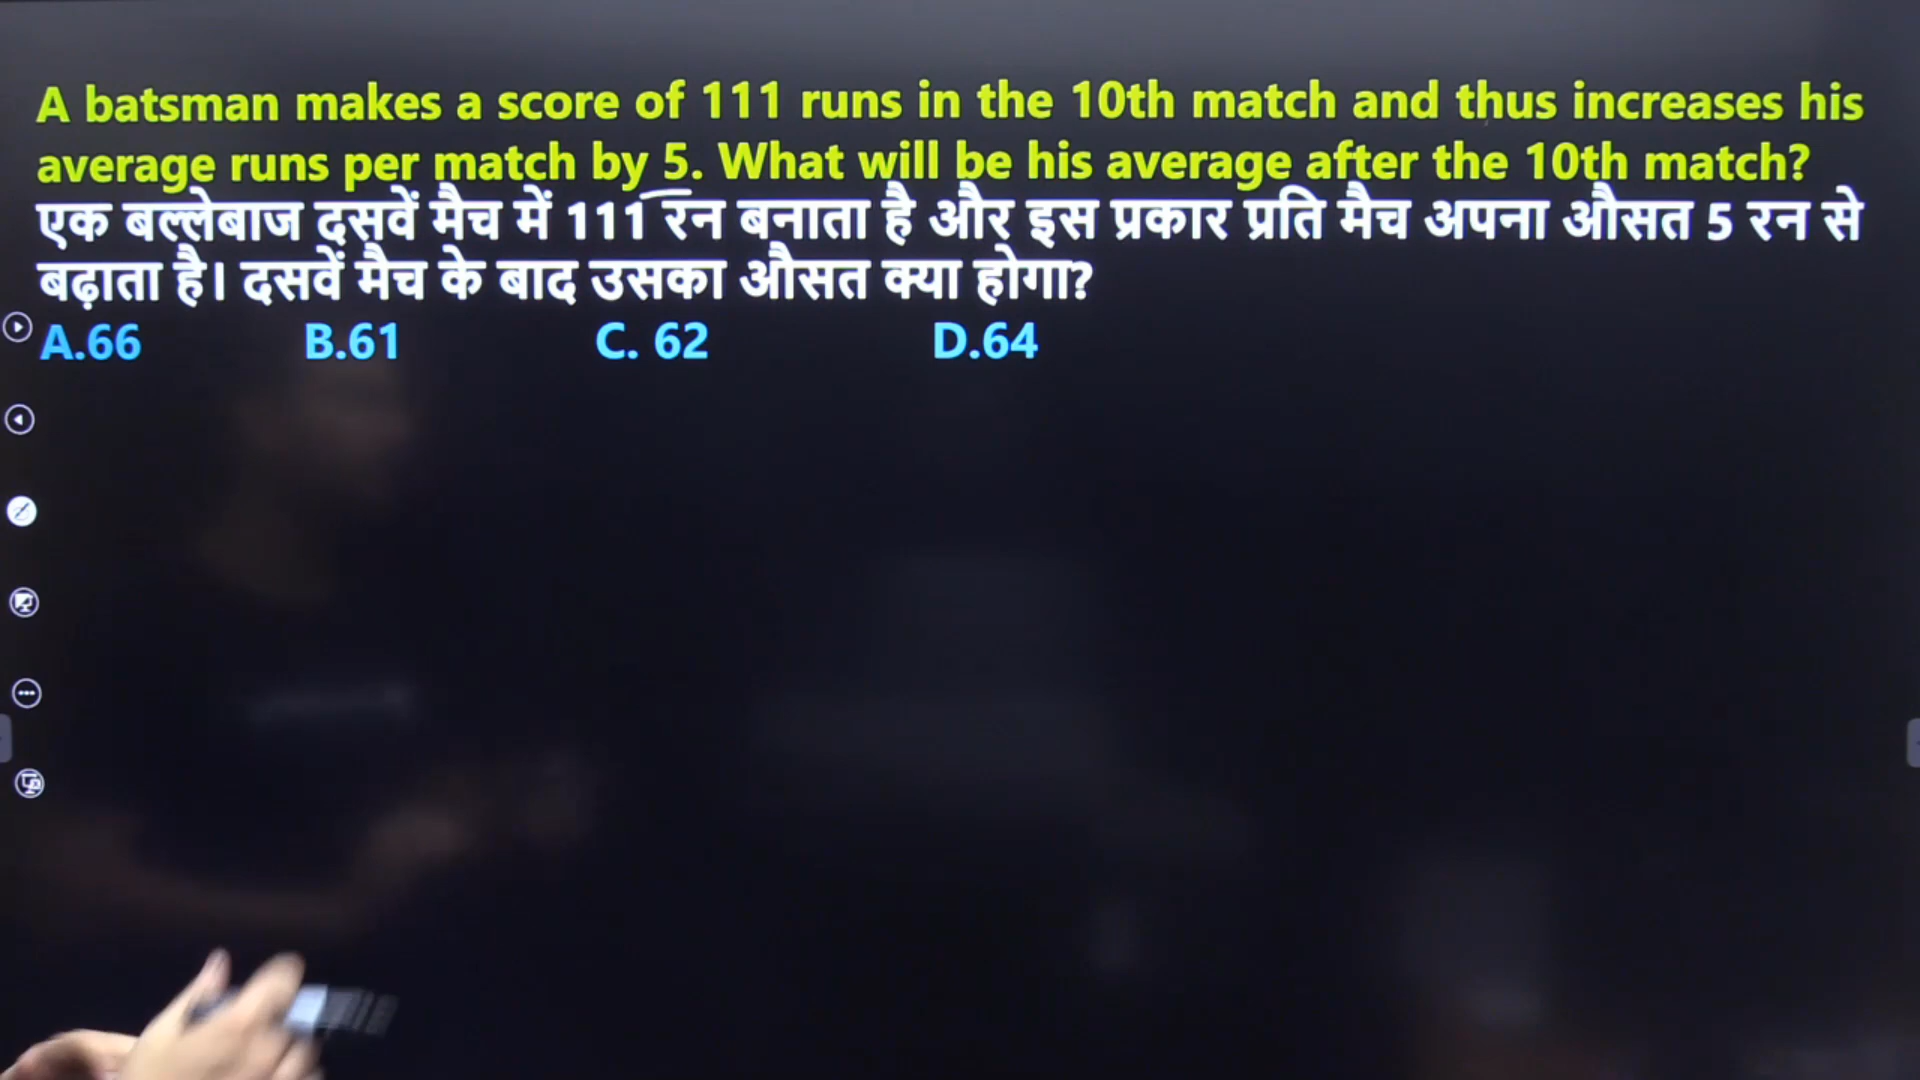 A batsman makes a score of 111 runs in the 10th match and thus increases his
average runs per match by 5. What will be his average after the 10th match?
एक बल्लेबाज दसवें मैच में 111 रन बनाता है और इस प्रकार प्रति मैच अपना औसत 5 रन से
बढ़ाता है। दसवें मैच के बाद उसका औसत क्या होगा?
A.66 B.61 C. 62 D.64